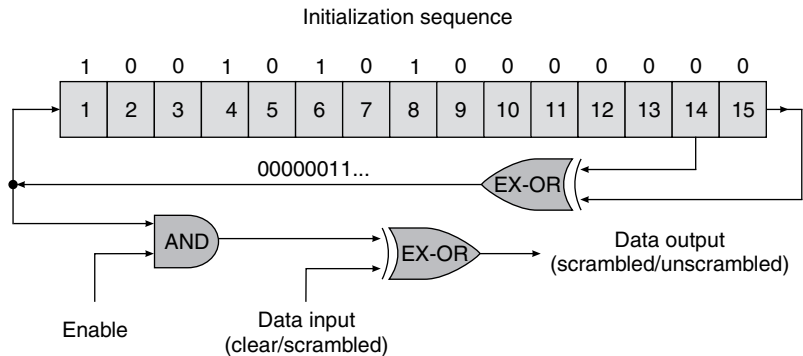 Initialization sequence
1 0 0 1 0 1 0 1 0 0 0 0 0 0 0
1 2 3 4 5 6 7 8 9 10 11 12 13 14 15
00000011...
EX-OR
AND
EX-OR
Data output
(scrambled/unscrambled)
Enable
Data input
(clear/scrambled)